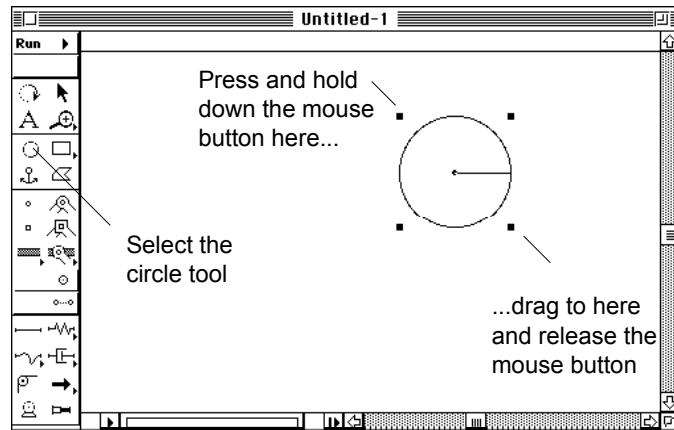 Untitled-1
Run
Press and hold
down the mouse
button here...
A
Select the
circle tool
...drag to here
and release the
mouse button